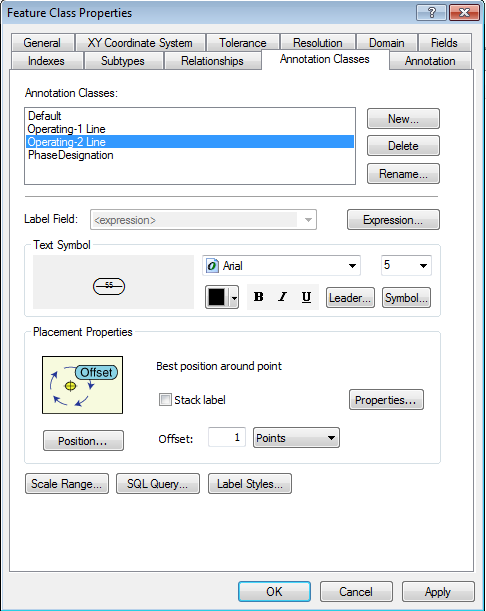 Feature Class Properties
General XY Coordinate System Tolerance Resolution Domain Fields
Indexes Subtypes Relationships Annotation Classes Annotation
Annotation Classes:
Default
Operating-1 Line
Operating-2 Line
PhaseDesignation
New...
Delete
Rename...
Label Field: <expression> Expression...
Text Symbol
Arial 5
B I U Leader... Symbol...
Placement Properties
Offset
Best position around point
Stack label Properties...
Position... Offset: 1 Points
Scale Range... SQL Query... Label Styles...
OK Cancel Apply